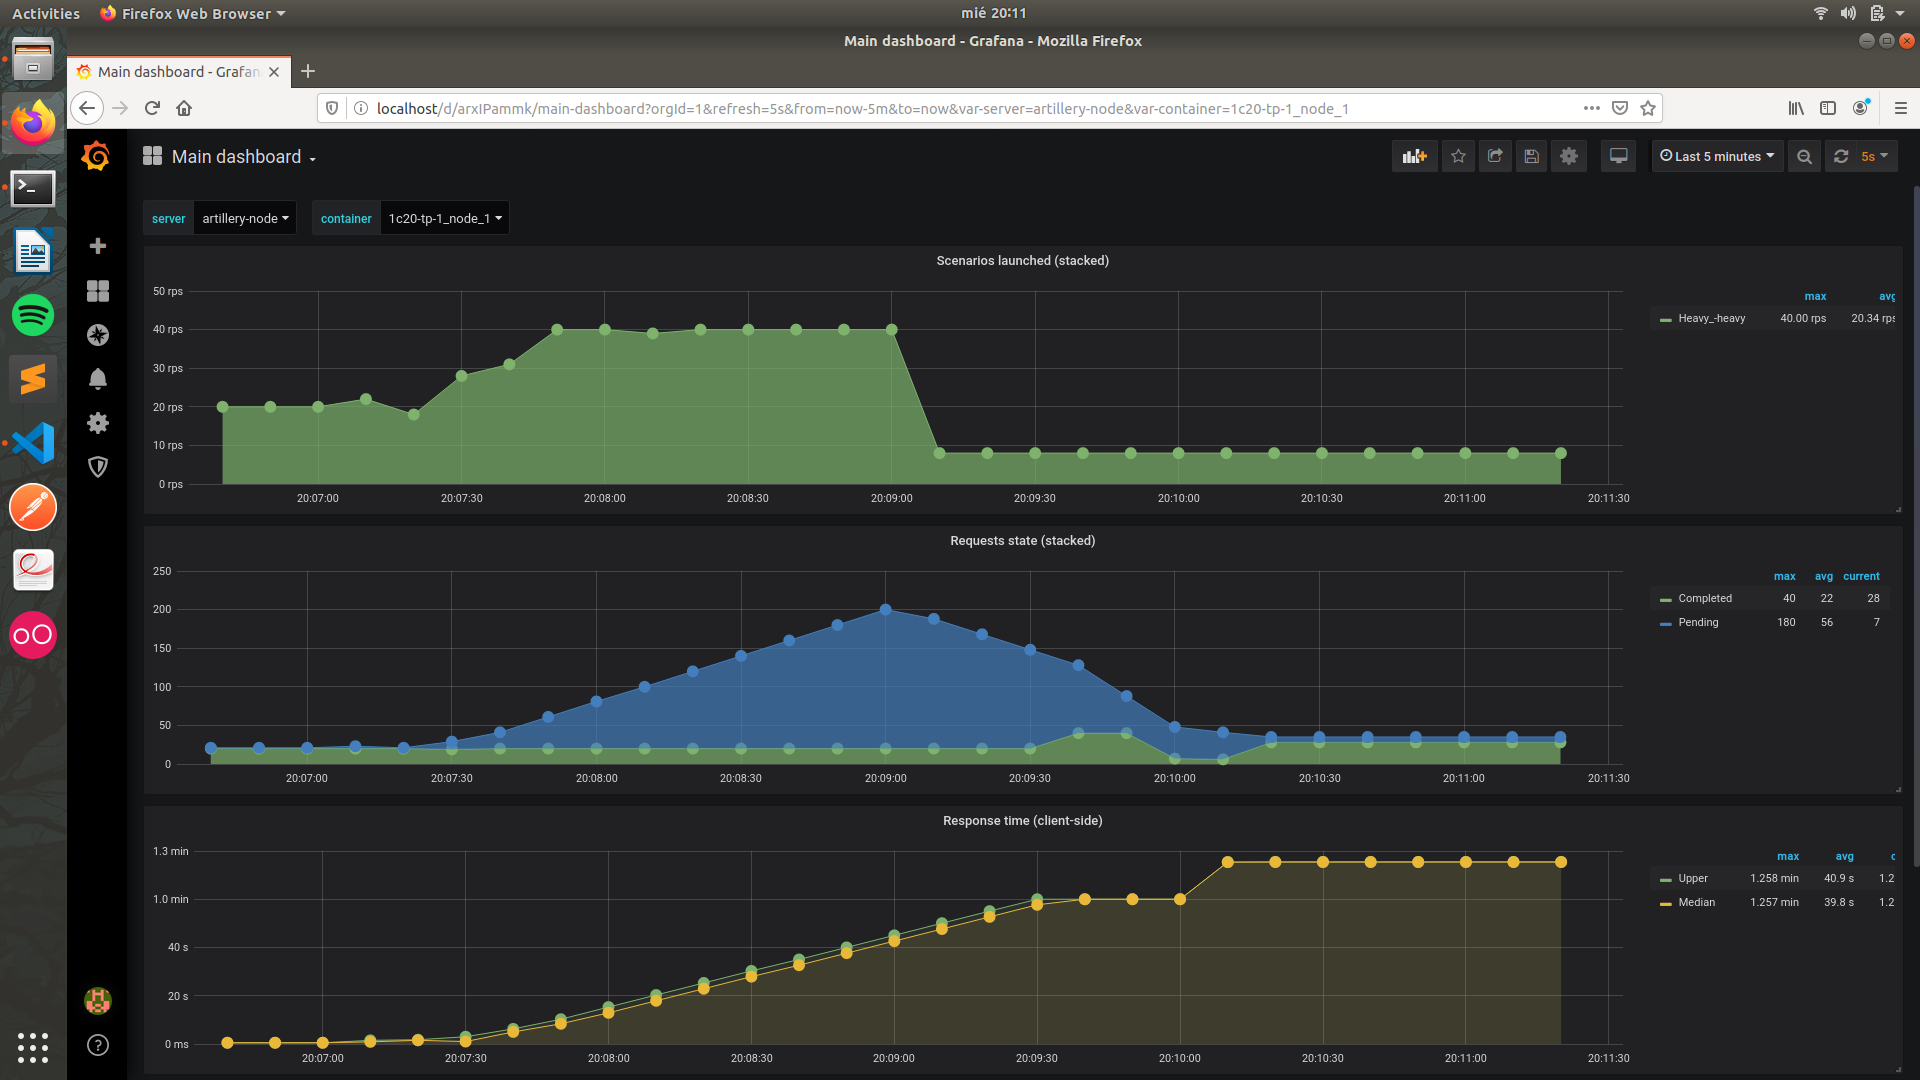 Activities Firefox Web Browser mié 20:11
Main dashboard - Grafana - Mozilla Firefox
Main dashboard - Grafan
localhost/d/arxIPammk/main-dashboard?orgId=1&refresh=5s&from=now-5m&to=now&var-server=artillery-node&var-container=1c20-tp-1_node_1
Main dashboard Last 5 minutes 5s
server artillery-node container 1c20-tp-1_node_1
Scenarios launched (stacked)
50 rps
40 rps
30 rps
20 rps
10 rps
0 rps
20:07:00 20:07:30 20:08:00 20:08:30 20:09:00 20:09:30 20:10:00 20:10:30 20:11:00 20:11:30
max avg
Heavy_-heavy 40.00 rps 20.34 rps
Requests state (stacked)
250
200
150
100
50
0
20:07:00 20:07:30 20:08:00 20:08:30 20:09:00 20:09:30 20:10:00 20:10:30 20:11:00 20:11:30
max avg current
Completed 40 22 28
Pending 180 56 7
Response time (client-side)
1.3 min
1.0 min
40 s
20 s
0 ms
20:07:00 20:07:30 20:08:00 20:08:30 20:09:00 20:09:30 20:10:00 20:10:30 20:11:00 20:11:30
max avg c
Upper 1.258 min 40.9 s 1.2
Median 1.257 min 39.8 s 1.2